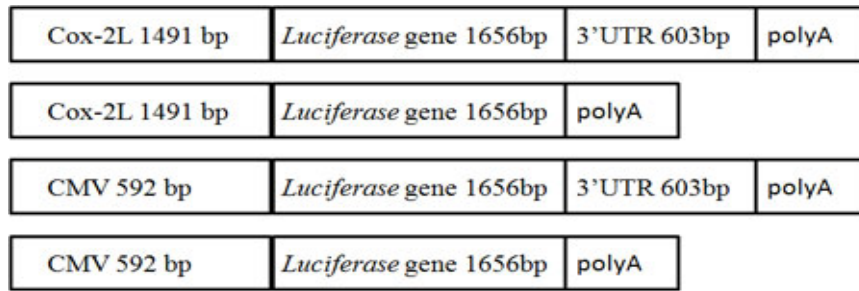 Cox-2L 1491 bp Luciferase gene 1656bp 3’UTR 603bp polyA
Cox-2L 1491 bp Luciferase gene 1656bp polyA
CMV 592 bp Luciferase gene 1656bp 3’UTR 603bp polyA
CMV 592 bp Luciferase gene 1656bp polyA